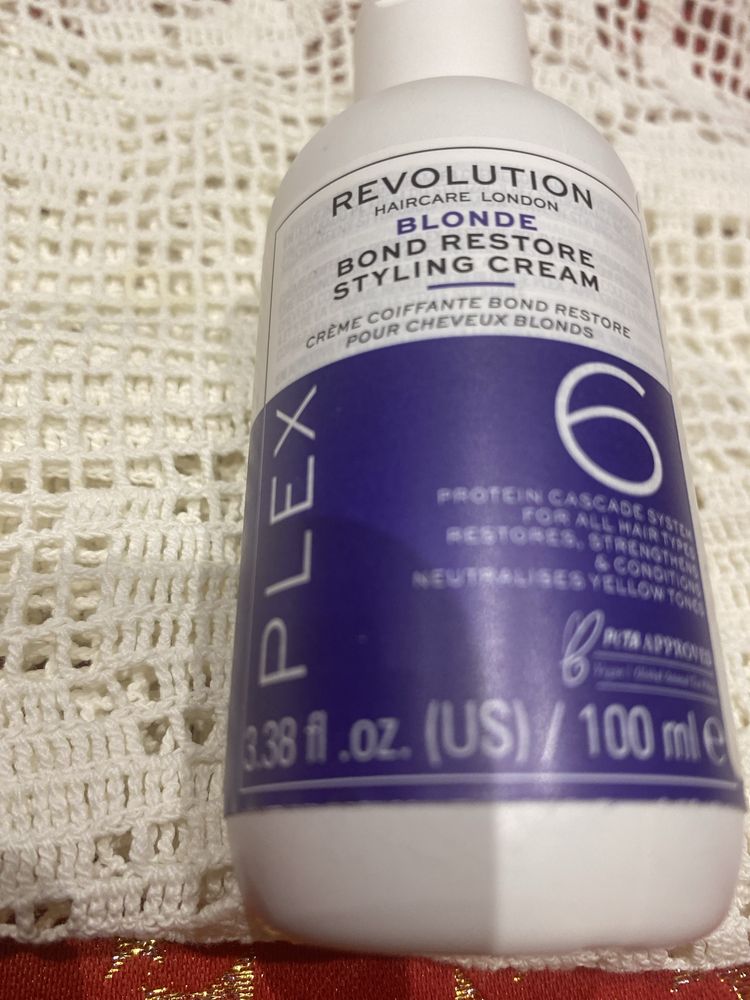 REVOLUTION
HAIRCARE LONDON
BLONDE
BOND RESTORE
STYLING CREAM
CRÈME COIFFANTE BOND RESTORE
POUR CHEVEUX BLONDS
PLEX
6
PROTEIN CASCADE SYSTEM
FOR ALL HAIR TYPES
RESTORES, STRENGTHENS
& CONDITIONS
NEUTRALISES YELLOW TONES
PETA APPROVED
3.38 fl .oz. (US) / 100 ml e